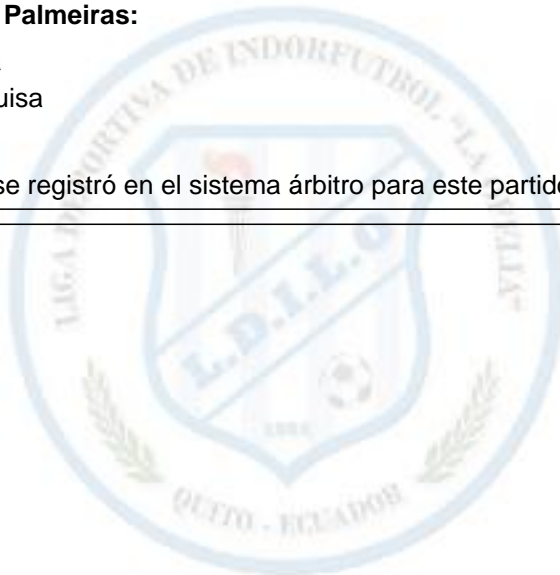 Palmeiras:
uisa
se registró en el sistema árbitro para este partido
LIGA DEPORTIVA DE INDORFUTBOL "LA
L.D.I.L.O
QUITO - ECUADOR